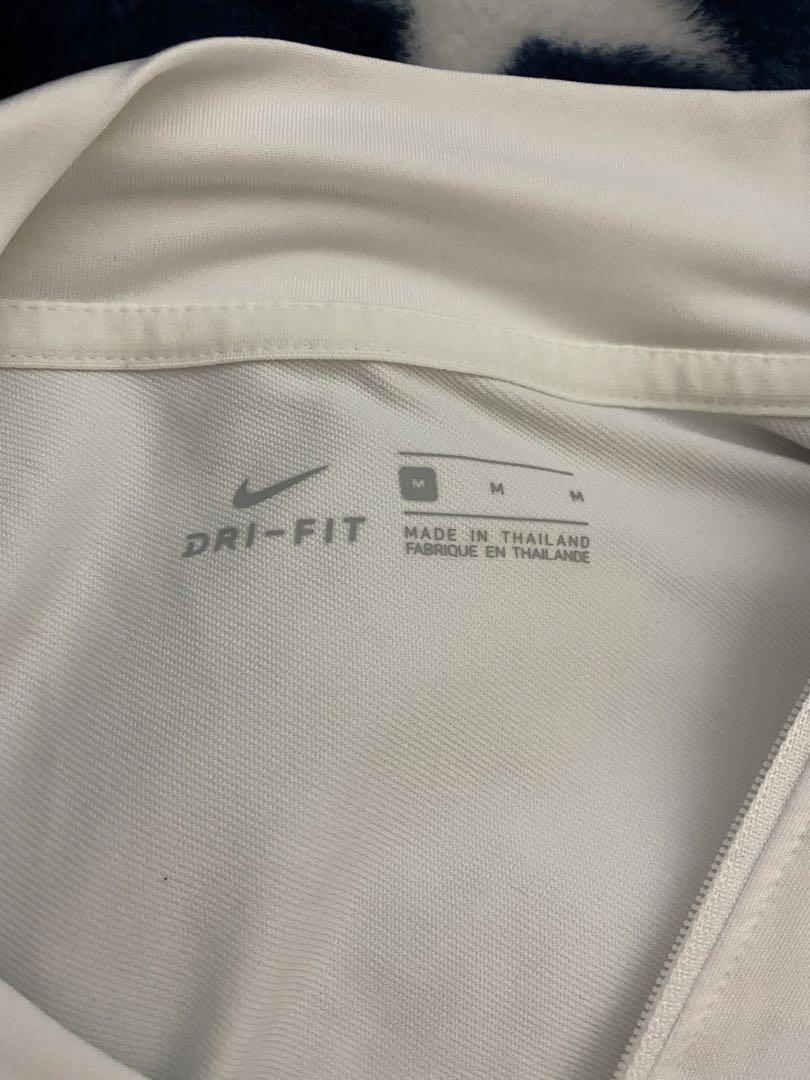 DRI-FIT
M M M
MADE IN THAILAND
FABRIQUE EN THAILANDE